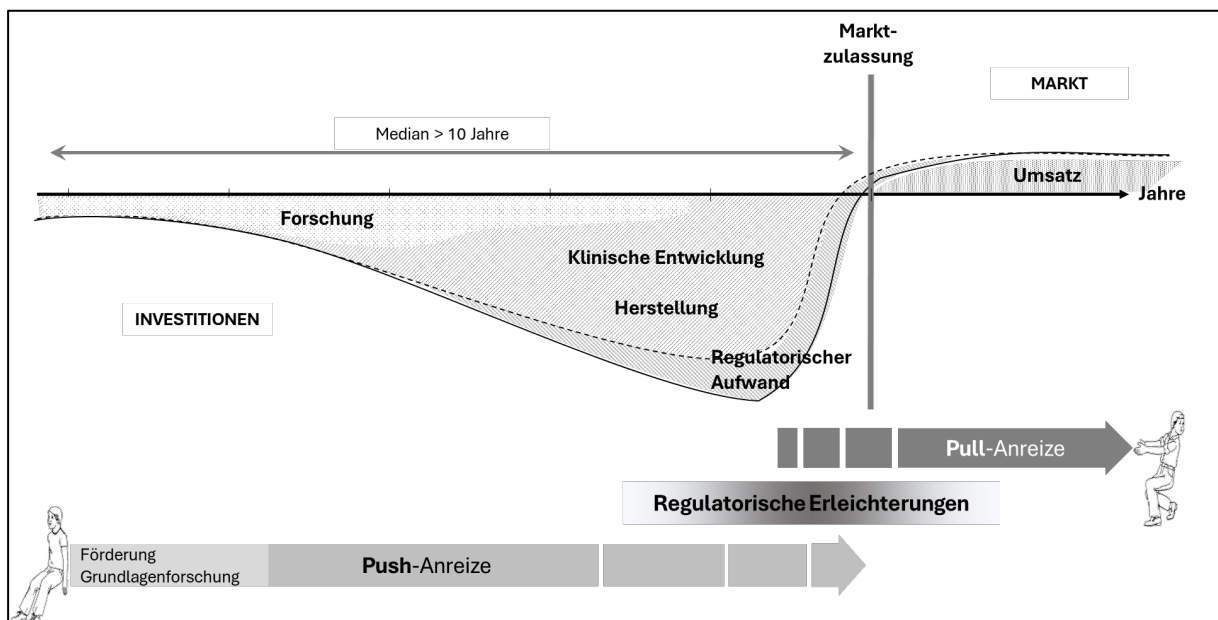 Markt-
zulassung
MARKT
Median > 10 Jahre
Umsatz
Jahre
Forschung
Klinische Entwicklung
Herstellung
INVESTITIONEN
Regulatorischer
Aufwand
Pull-Anreize
Regulatorische Erleichterungen
Förderung
Grundlagenforschung
Push-Anreize